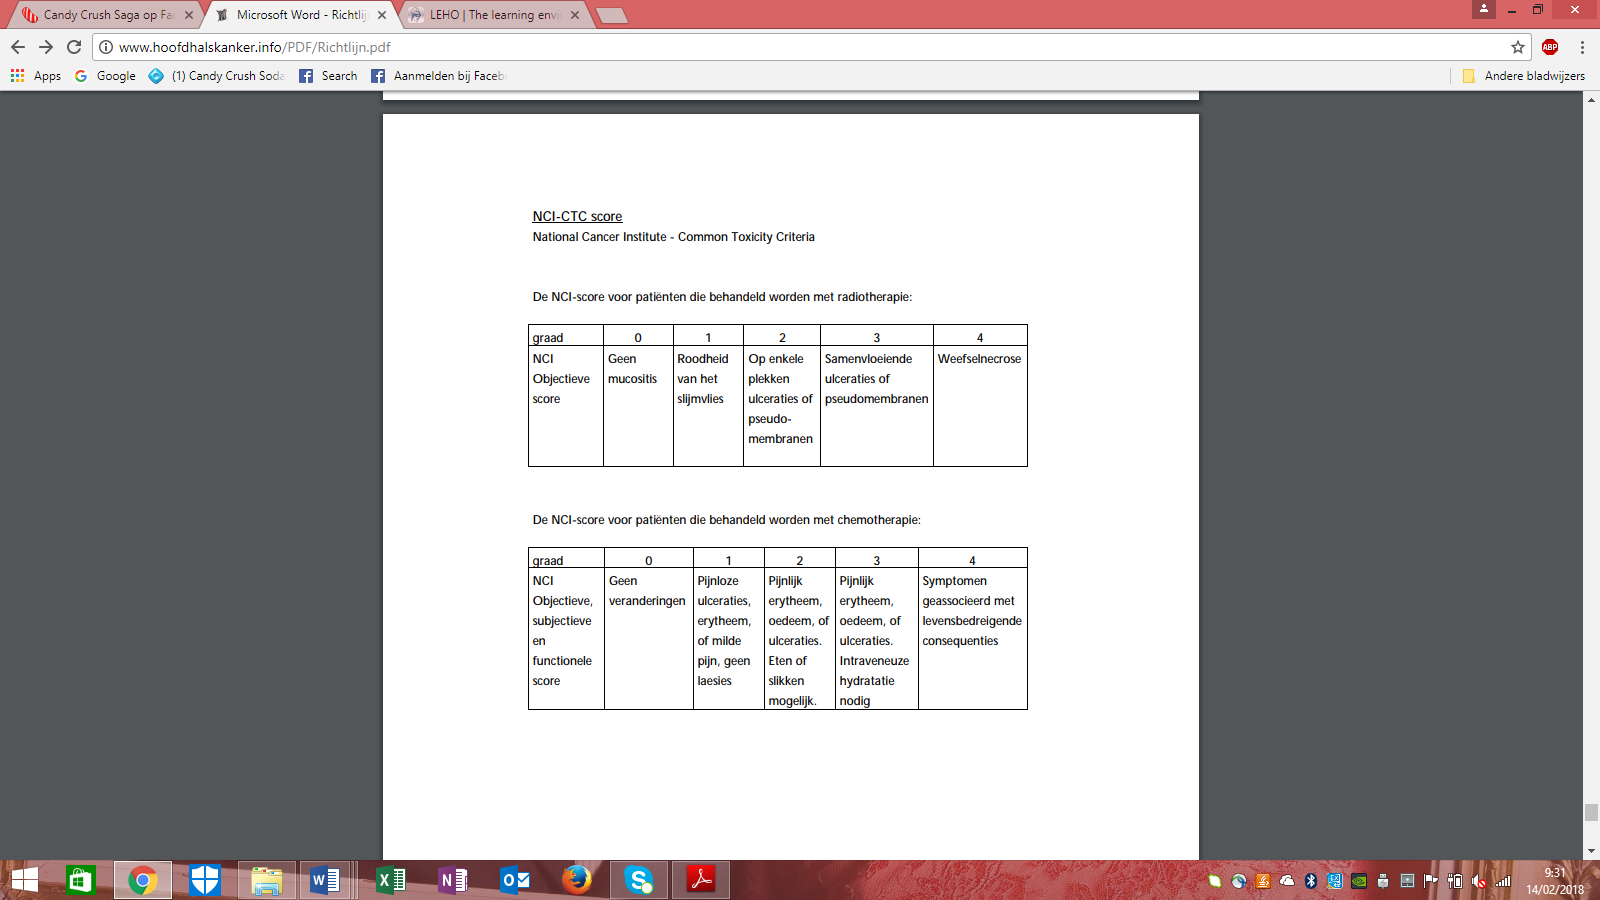 Candy Crush Saga op Fac
Microsoft Word - Richtlij
LEHO | The learning envi
www.hoofdhalskanker.info/PDF/Richtlijn.pdf
ABP
Apps
Google
(1) Candy Crush Soda
Search
Aanmelden bij Faceb
Andere bladwijzers
NCI-CTC score
National Cancer Institute - Common Toxicity Criteria
De NCI-score voor patiënten die behandeld worden met radiotherapie:
graad 0 1 2 3 4
NCI Geen Roodheid Op enkele Samenvloeiende Weefselnecrose
Objectieve mucositis van het plekken ulceraties of
score slijmvlies ulceraties of pseudomembranen
pseudo-
membranen
De NCI-score voor patiënten die behandeld worden met chemotherapie:
graad 0 1 2 3 4
NCI Geen Pijnloze Pijnlijk Pijnlijk Symptomen
Objectieve, veranderingen ulceraties, erytheem, erytheem, geassocieerd met
subjectieve erytheem, oedeem, of oedeem, of levensbedreigende
en of milde ulceraties. ulceraties. consequenties
functionele pijn, geen Eten of Intraveneuze
score laesies slikken hydratatie
mogelijk. nodig
9:31
14/02/2018